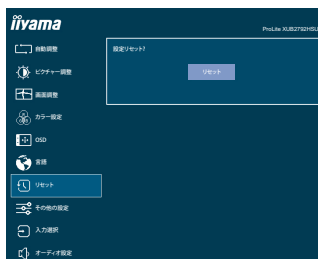 iiyama
ProLite XUB2792HSU
自動調整
設定リセット?
ピクチャー調整
リセット
画面調整
カラー設定
OSD
言語
リセット
その他の設定
入力選択
オーディオ設定